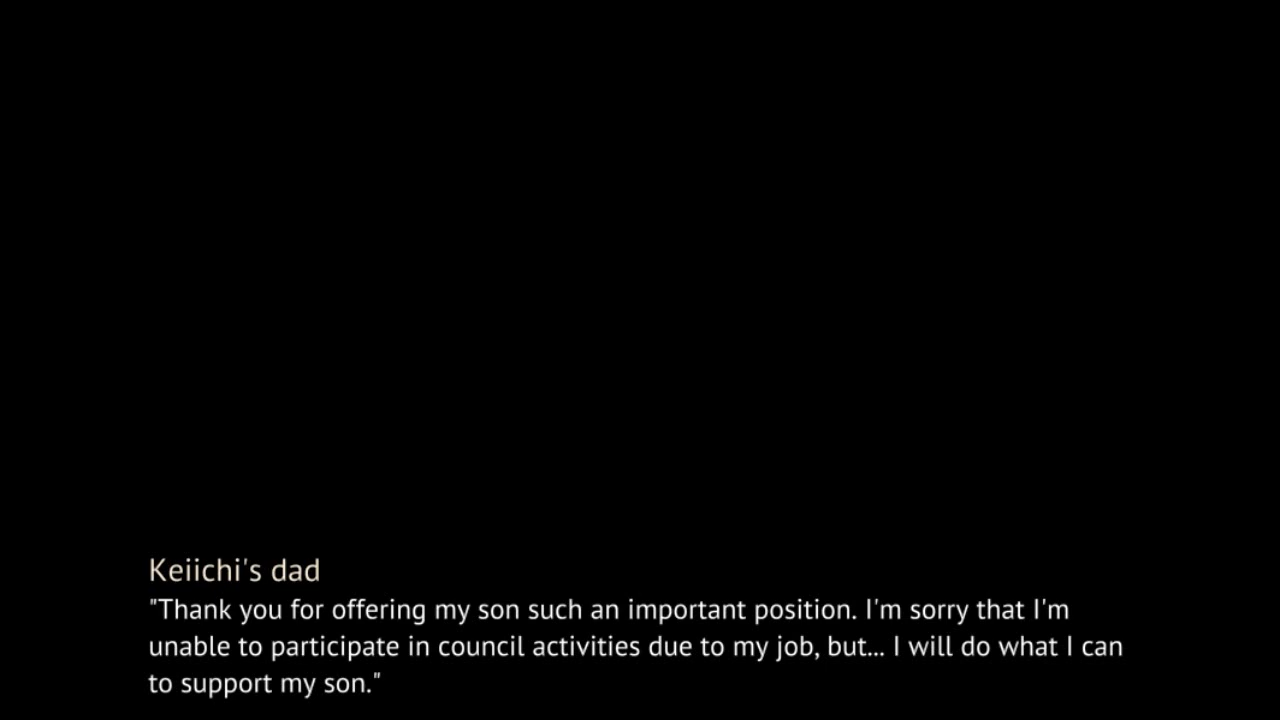 Keiichi's dad
"Thank you for offering my son such an important position. I'm sorry that I'm
unable to participate in council activities due to my job, but... I will do what I can
to support my son."